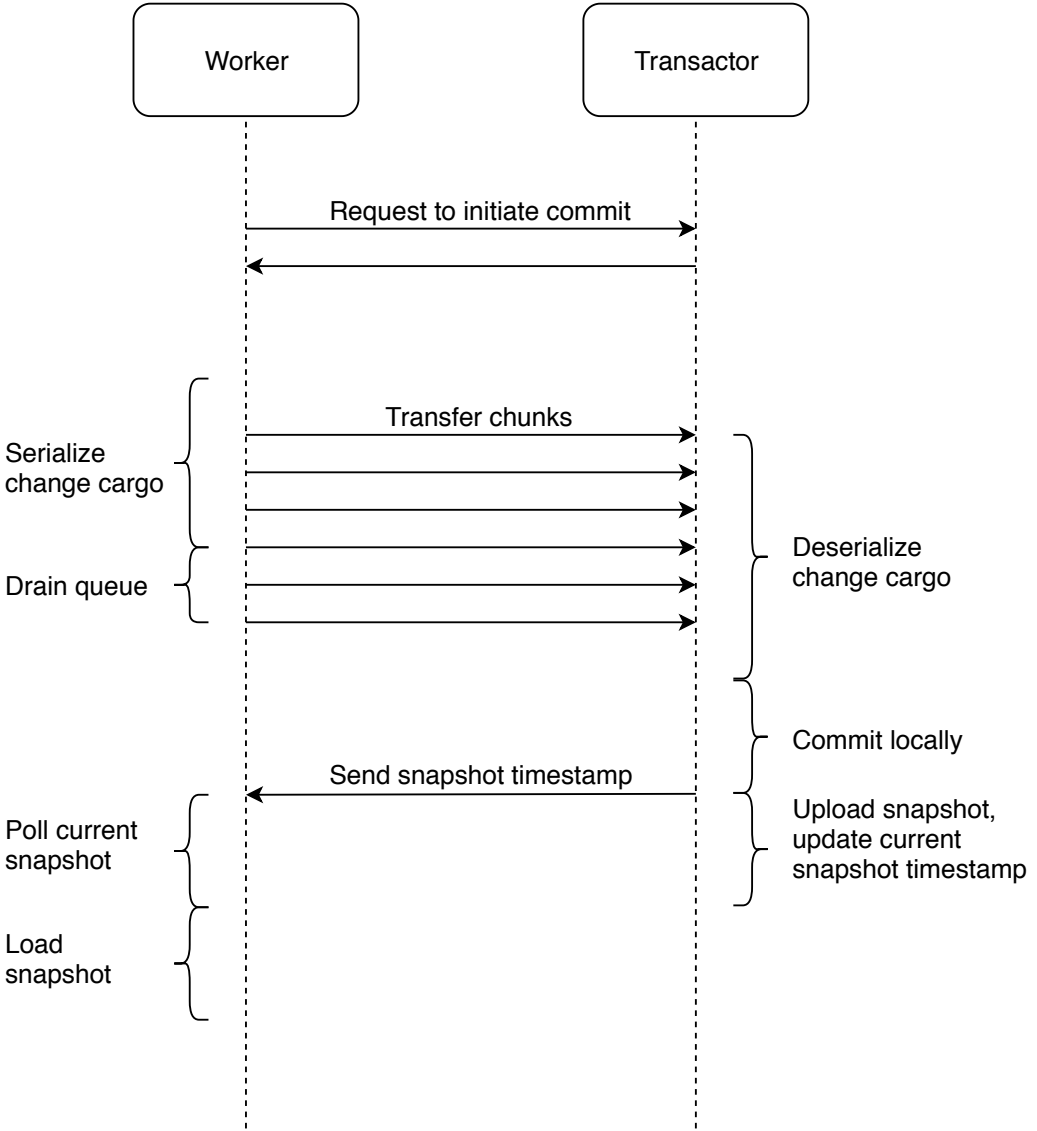 Worker
Transactor
Request to initiate commit
Transfer chunks
Serialize
change cargo
Deserialize
change cargo
Drain queue
Commit locally
Send snapshot timestamp
Poll current
snapshot
Upload snapshot,
update current
snapshot timestamp
Load
snapshot